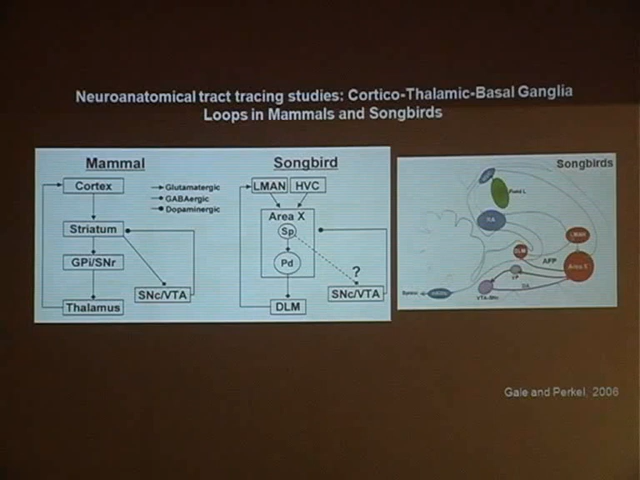 Neuroanatomical tract tracing studies: Cortico-Thalamic-Basal Ganglia
Loops in Mammals and Songbirds
Mammal
Cortex
Striatum
GPi/SNr
Thalamus
SNc/VTA
Glutamatergic
GABAergic
Dopaminergic
Songbird
LMAN
HVC
Area X
Sp
Pd
?
SNc/VTA
DLM
Songbirds
Field L
RA
LMAN
DLM
AFP
Area X
VTA-SNc
Gale and Perkel, 2006